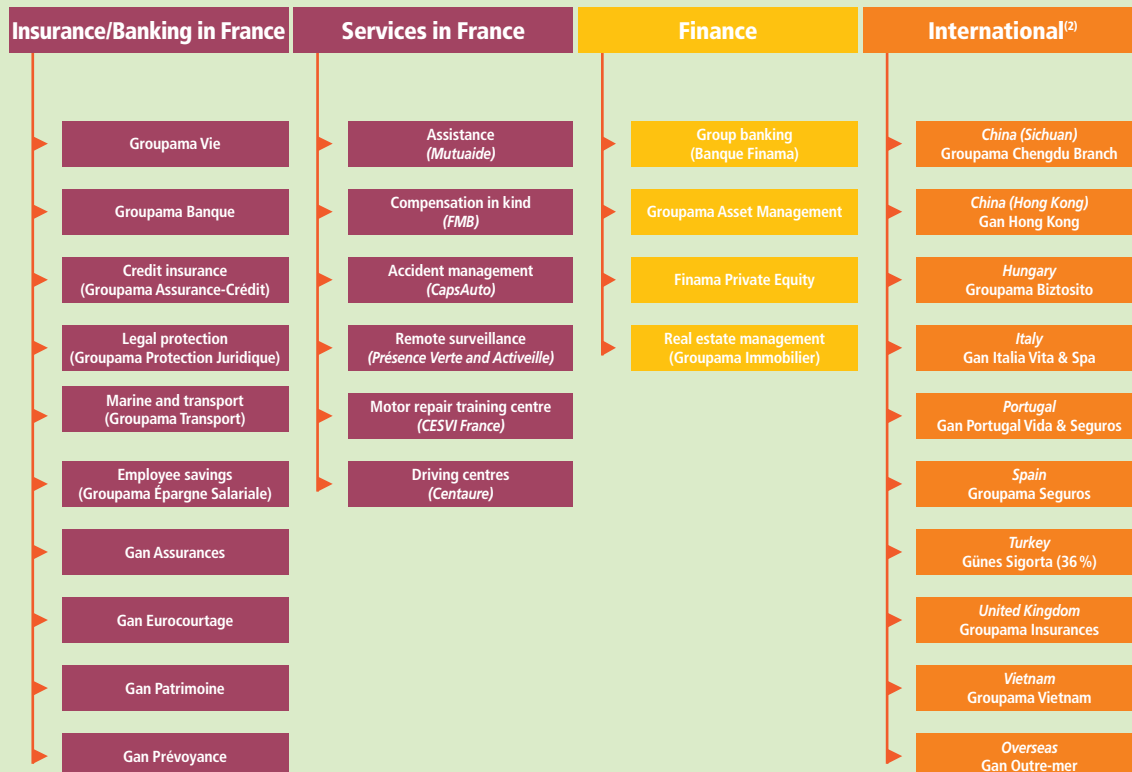 Insurance/Banking in France
Groupama Vie
Groupama Banque
Credit insurance
(Groupama Assurance-Crédit)
Legal protection
(Groupama Protection Juridique)
Marine and transport
(Groupama Transport)
Employee savings
(Groupama Épargne Salariale)
Gan Assurances
Gan Eurocourtage
Gan Patrimoine
Gan Prévoyance
Services in France
Assistance
(Mutuaide)
Compensation in kind
(FMB)
Accident management
(CapsAuto)
Remote surveillance
(Présence Verte and Activeille)
Motor repair training centre
(CESVI France)
Driving centres
(Centaure)
Finance
Group banking
(Banque Finama)
Groupama Asset Management
Finama Private Equity
Real estate management
(Groupama Immobilier)
International(2)
China (Sichuan)
Groupama Chengdu Branch
China (Hong Kong)
Gan Hong Kong
Hungary
Groupama Biztosito
Italy
Gan Italia Vita & Spa
Portugal
Gan Portugal Vida & Seguros
Spain
Groupama Seguros
Turkey
Günes Sigorta (36 %)
United Kingdom
Groupama Insurances
Vietnam
Groupama Vietnam
Overseas
Gan Outre-mer